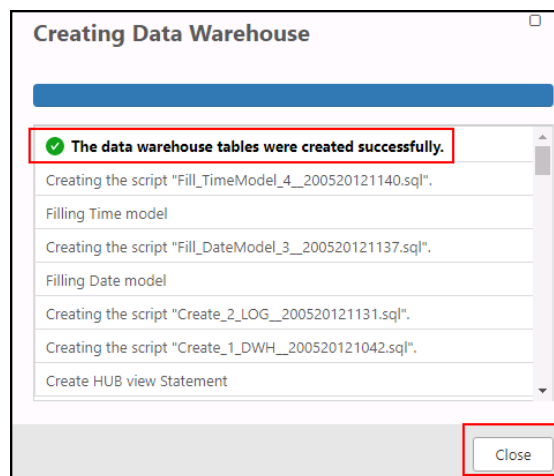 Creating Data Warehouse
The data warehouse tables were created successfully.
Creating the script "Fill_TimeModel_4__200520121140.sql".
Filling Time model
Creating the script "Fill_DateModel_3__200520121137.sql".
Filling Date model
Creating the script "Create_2_LOG__200520121131.sql".
Creating the script "Create_1_DWH__200520121042.sql".
Create HUB view Statement
Close